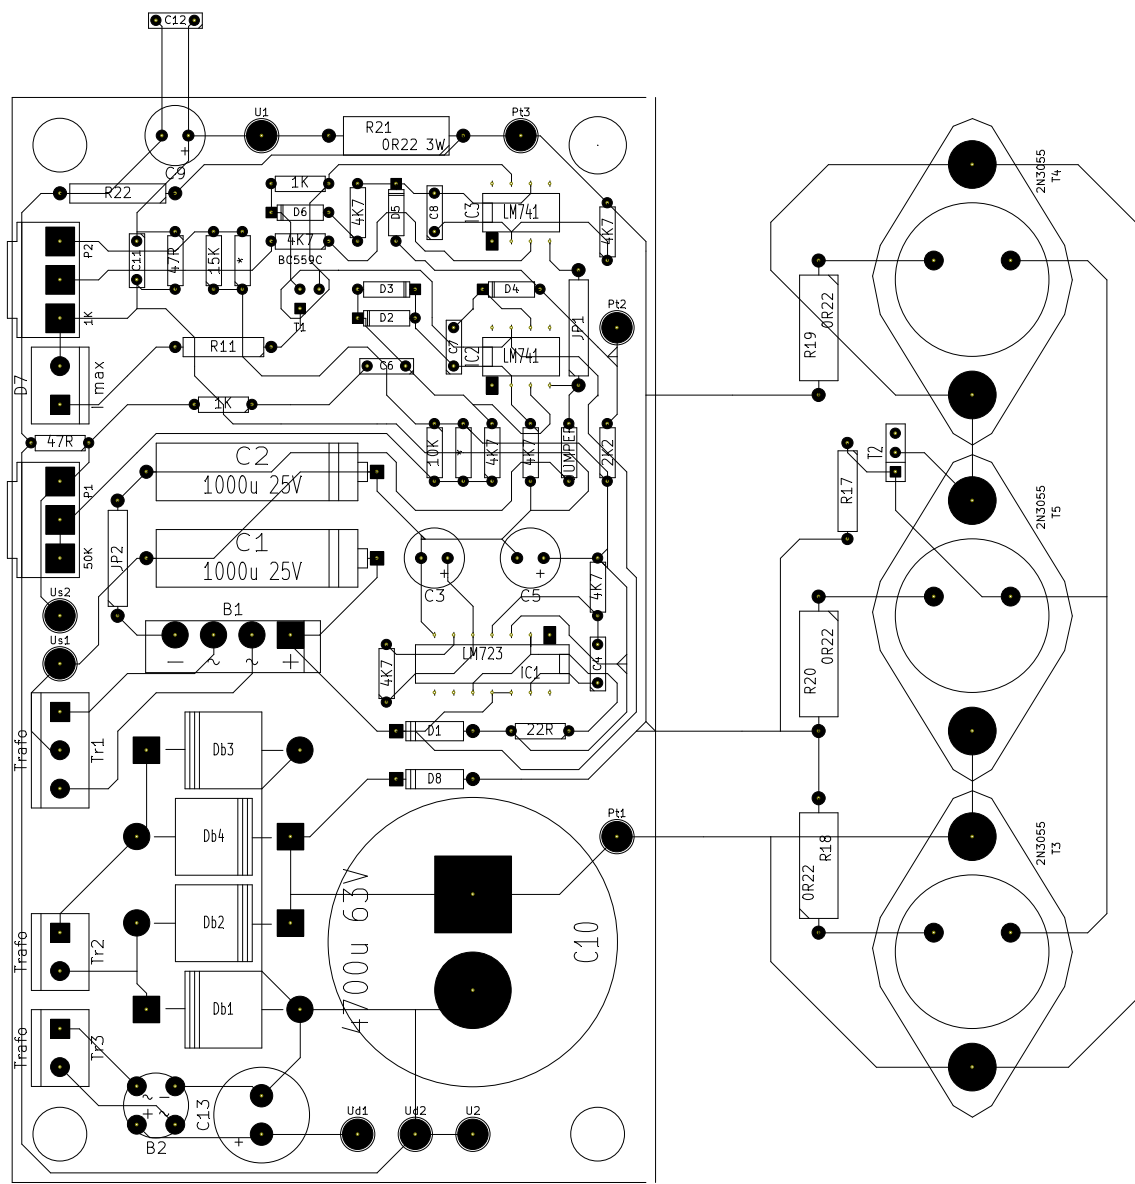 C12
U1
Pt3
R21
0R22 3W
+
C9
R22
1K
D6
4K7
4K7
D5
C8
IC3
LM741
4K7
P2
1K
C11
47R
15K
*
BC559C
T1
D3
D2
D4
C7
IC2
LM741
JP1
Pt2
D7
I max
R11
C6
1K
47R
10K
*
4K7
4K7
JUMPER
2K2
P1
50K
C2
1000u 25V
C1
1000u 25V
JP2
C3
+
C5
+
4K7
Us2
Us1
B1
−
~
~
+
LM723
IC1
4K7
C4
Trafo
Tr1
Db3
D1
22R
D8
Db4
Db2
Pt1
4700u 63V
C10
Trafo
Tr2
Db1
Trafo
Tr3
~
−
+
~
B2
C13
+
Ud1
Ud2
U2
2N3055
T4
0R22
R19
T2
R17
2N3055
T5
0R22
R20
2N3055
T3
R18
0R22